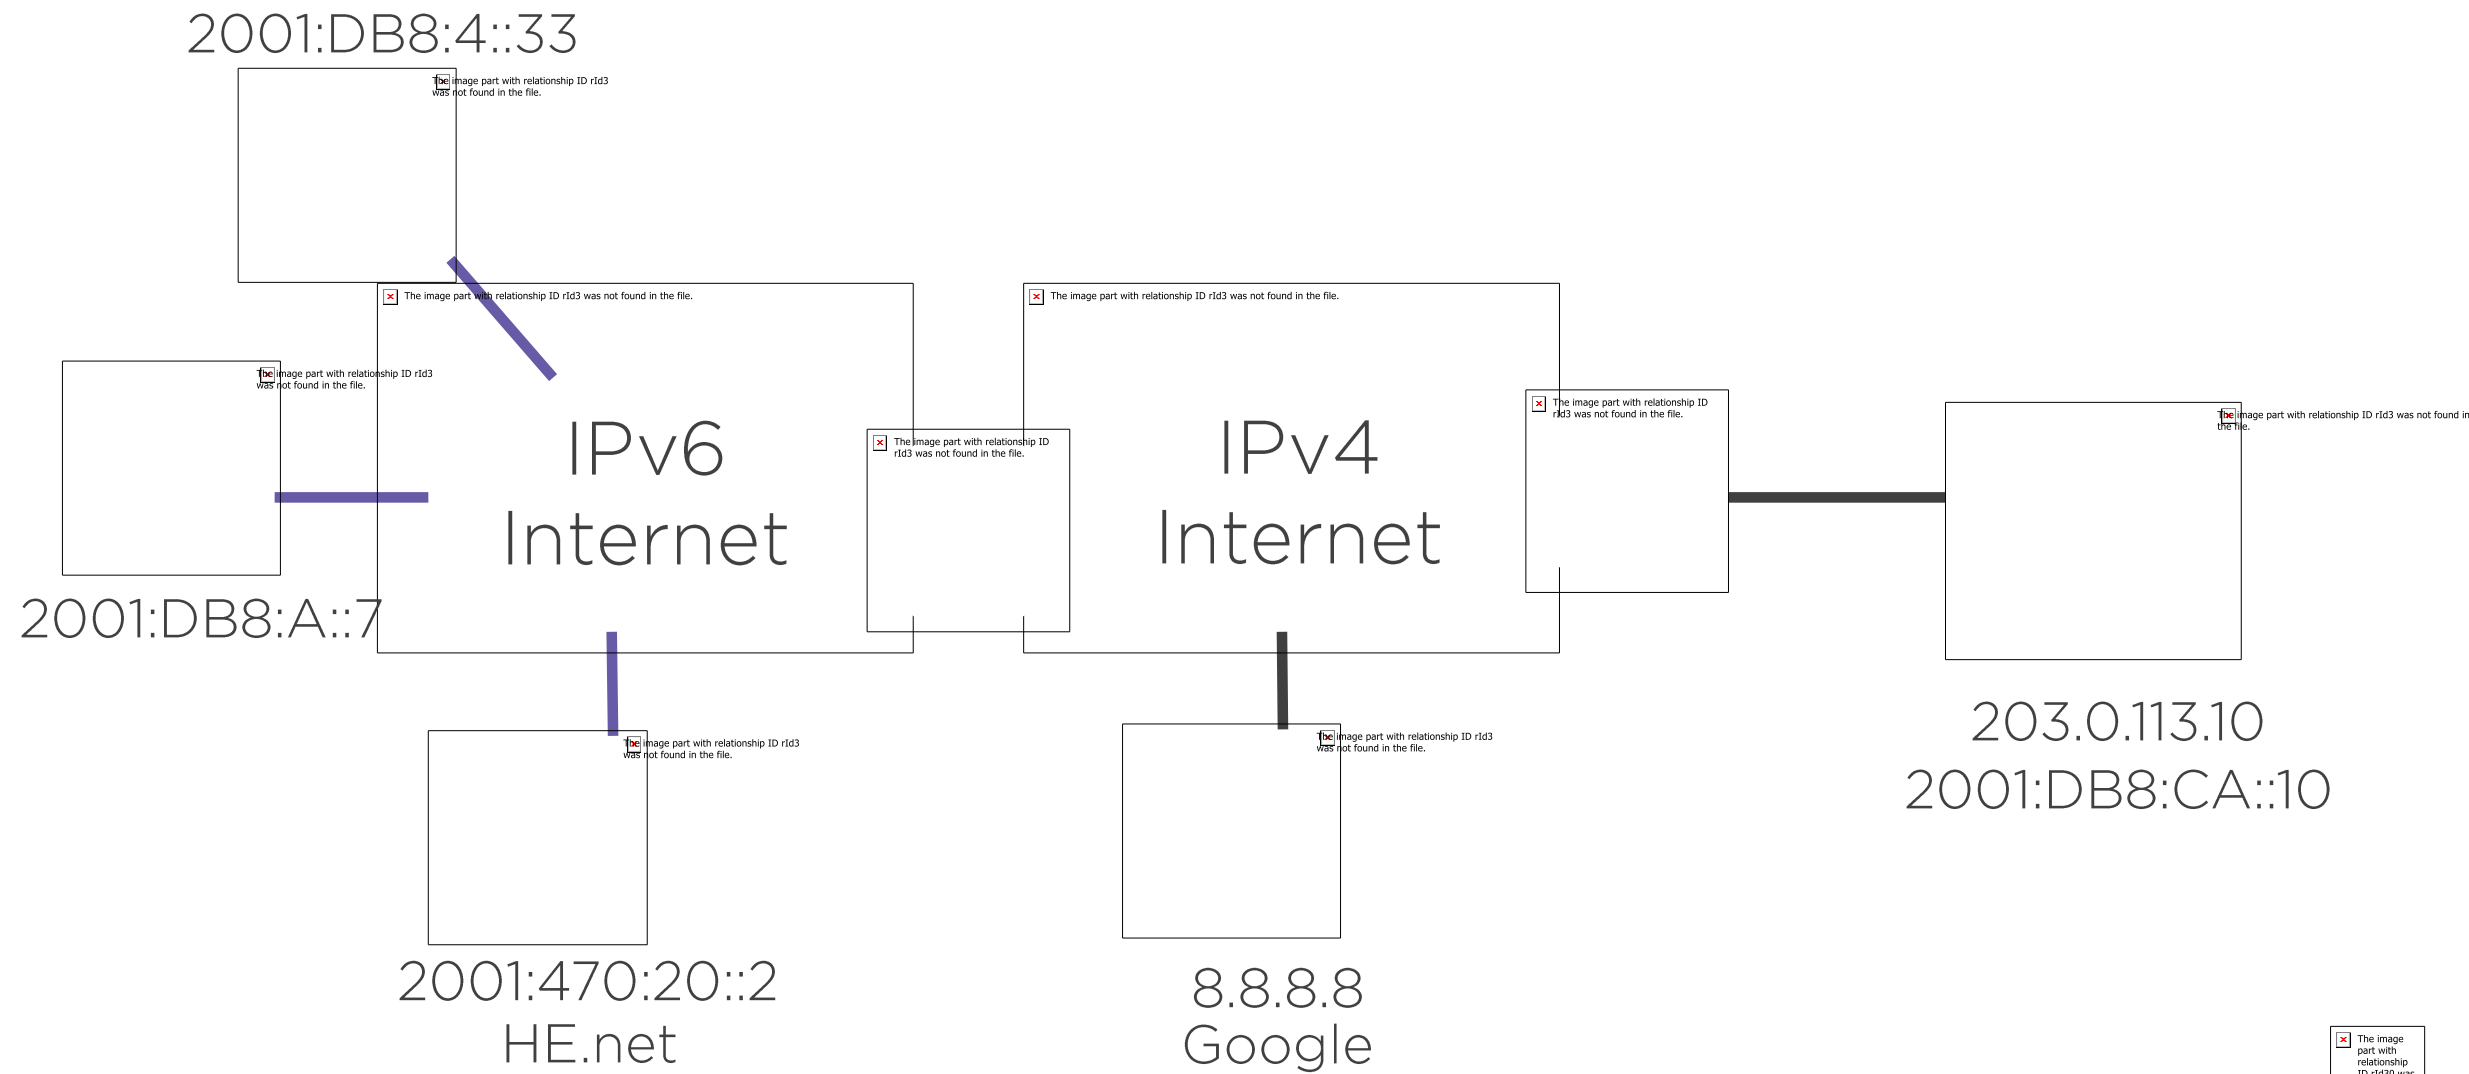 2001:DB8:4::33
The image part with relationship ID rId3
was not found in the file.
The image part with relationship ID rId3 was not found in the file.
The image part with relationship ID rId3 was not found in the file.
The image part with relationship ID rId3
was not found in the file.
The image part with relationship ID
rId3 was not found in the file.
The image part with relationship ID rId3 was not found in
the file.
IPv6
Internet
The image part with relationship ID
rId3 was not found in the file.
IPv4
Internet
2001:DB8:A::7
203.0.113.10
2001:DB8:CA::10
The image part with relationship ID rId3
was not found in the file.
The image part with relationship ID rId3
was not found in the file.
2001:470:20::2
HE.net
8.8.8.8
Google
The image
part with
relationship